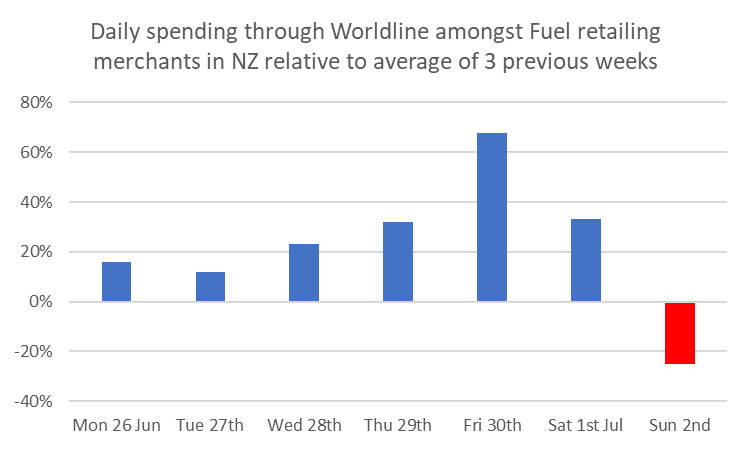 Daily spending through Worldline amongst Fuel retailing
merchants in NZ relative to average of 3 previous weeks
80%
60%
40%
20%
0%
-20%
-40%
Mon 26 Jun Tue 27th Wed 28th Thu 29th Fri 30th Sat 1st Jul Sun 2nd